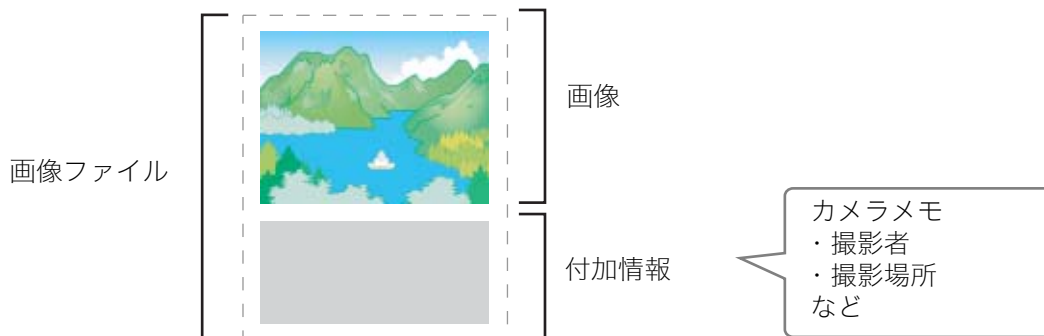 画像
画像ファイル
付加情報
カメラメモ
・撮影者
・撮影場所
など